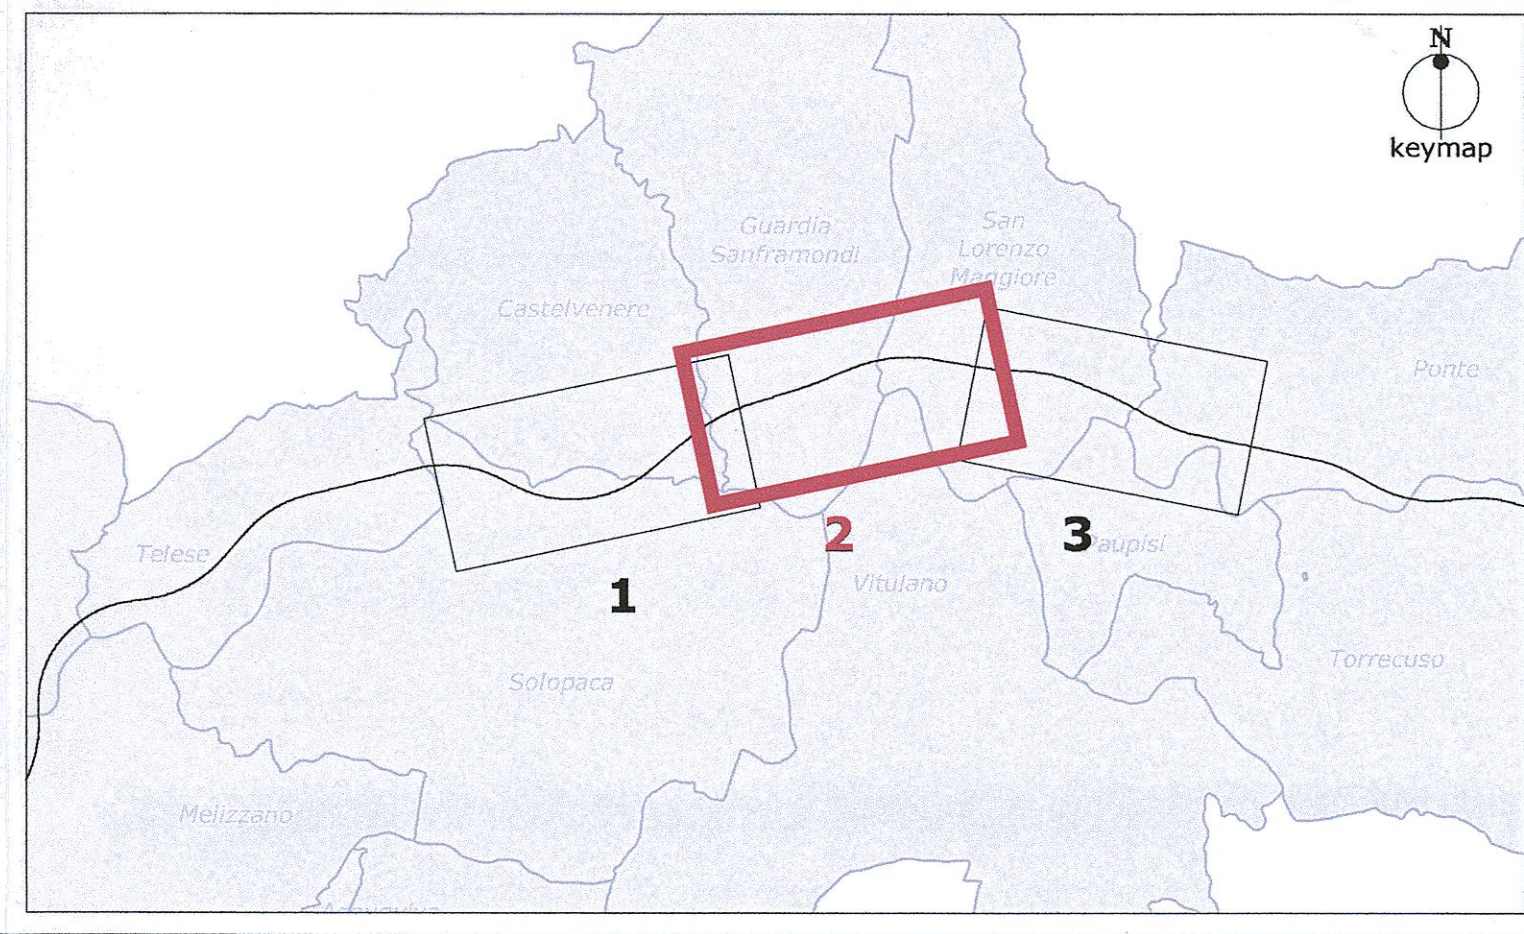 N
keymap
Guardia
Sanframondi
San
Lorenzo
Maggiore
Castelvenere
Ponte
Telese
2
3
Paupisi
1
Vitulano
Solopaca
Torrecuso
Melizzano